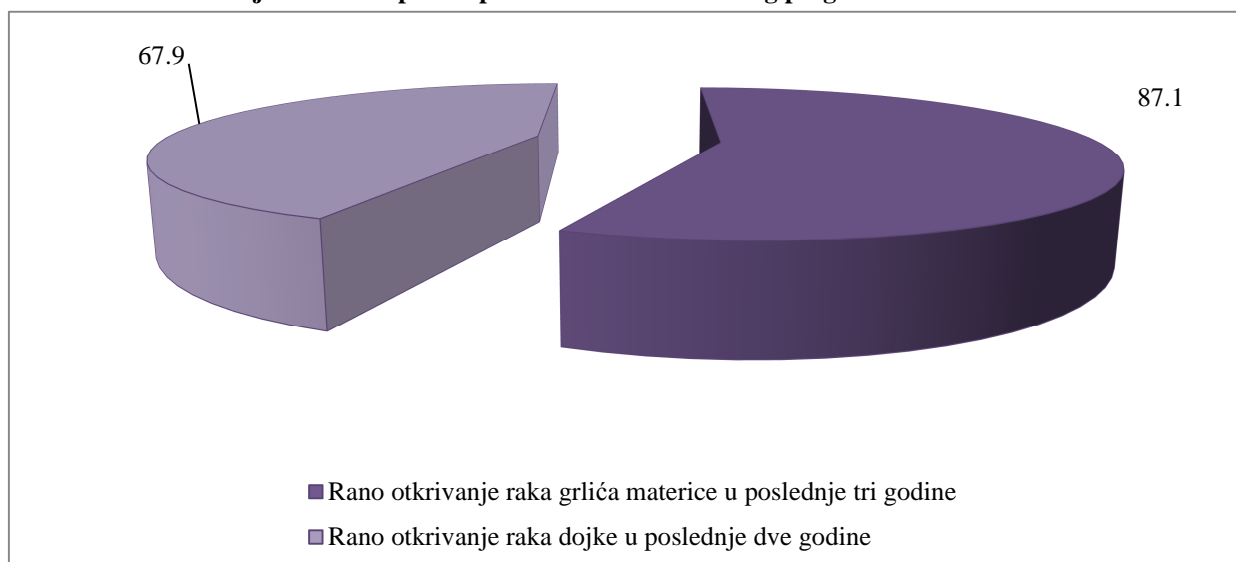 67.9
87.1
Rano otkrivanje raka grlića materice u poslednje tri godine
Rano otkrivanje raka dojke u poslednje dve godine